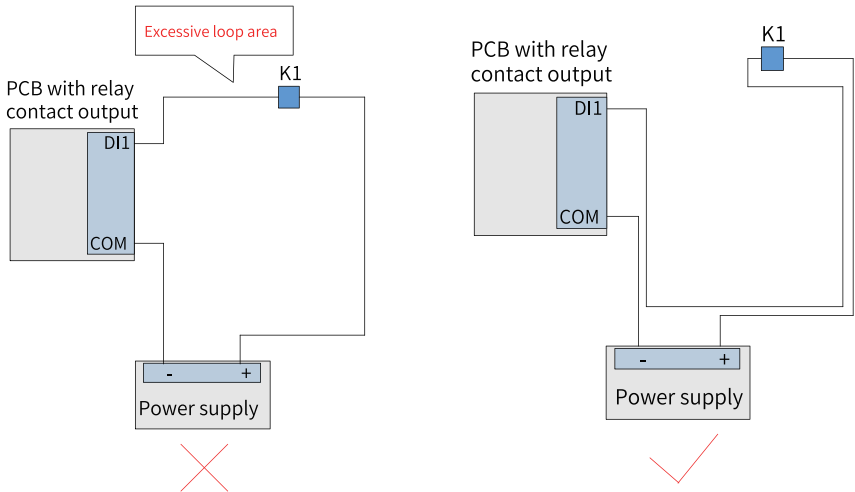 Excessive loop area
K1
PCB with relay
contact output
DI1
COM
- +
Power supply
K1
PCB with relay
contact output
DI1
COM
- +
Power supply